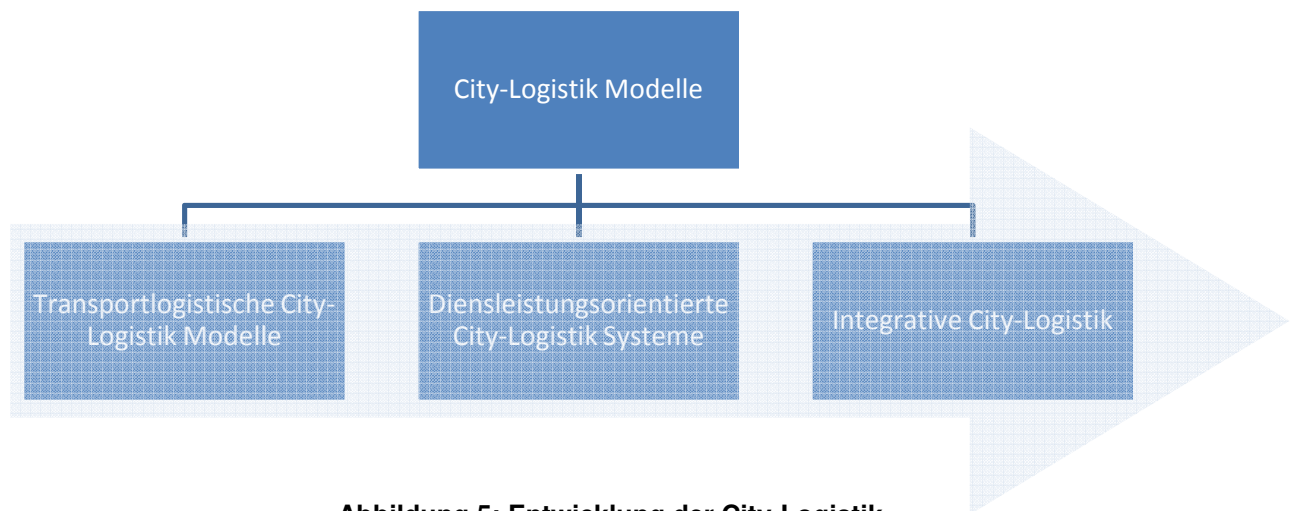 City-Logistik Modelle
Transportlogistische City-
Logistik Modelle
Diensleistungsorientierte
City-Logistik Systeme
Integrative City-Logistik
Abbildung 5: Entwicklung der City-Logistik